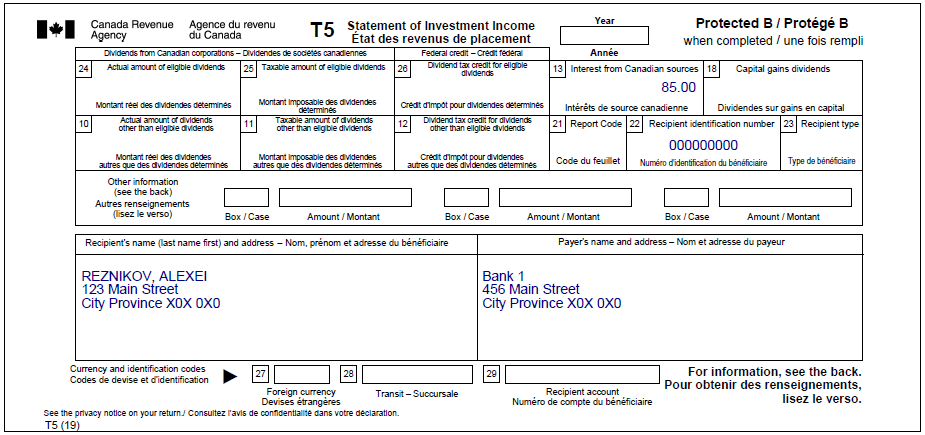 Canada Revenue Agency
Agence du revenu du Canada
T5
Statement of Investment Income
État des revenus de placement
Year
Année
Protected B / Protégé B
when completed / une fois rempli
Dividends from Canadian corporations – Dividendes de sociétés canadiennes
Federal credit – Crédit fédéral
24 Actual amount of eligible dividends
Montant réel des dividendes déterminés
25 Taxable amount of eligible dividends
Montant imposable des dividendes déterminés
26 Dividend tax credit for eligible dividends
Crédit d'impôt pour dividendes déterminés
13 Interest from Canadian sources
85.00
Intérêts de source canadienne
18 Capital gains dividends
Dividendes sur gains en capital
10 Actual amount of dividends other than eligible dividends
Montant réel des dividendes autres que des dividendes déterminés
11 Taxable amount of dividends other than eligible dividends
Montant imposable des dividendes autres que des dividendes déterminés
12 Dividend tax credit for dividends other than eligible dividends
Crédit d'impôt pour dividendes autres que des dividendes déterminés
21 Report Code
Code du feuillet
22 Recipient identification number
000000000
Numéro d'identification du bénéficiaire
23 Recipient type
Type de bénéficiaire
Other information
(see the back)
Autres renseignements
(lisez le verso)
Box / Case
Amount / Montant
Box / Case
Amount / Montant
Box / Case
Amount / Montant
Recipient's name (last name first) and address – Nom, prénom et adresse du bénéficiaire
REZNIKOV, ALEXEI
123 Main Street
City Province X0X 0X0
Payer's name and address – Nom et adresse du payeur
Bank 1
456 Main Street
City Province X0X 0X0
Currency and identification codes
Codes de devise et d'identification
27
Foreign currency
Devises étrangères
28
Transit – Succursale
29
Recipient account
Numéro de compte du bénéficiaire
For information, see the back.
Pour obtenir des renseignements,
lisez le verso.
See the privacy notice on your return./ Consultez l'avis de confidentialité dans votre déclaration.
T5 (19)